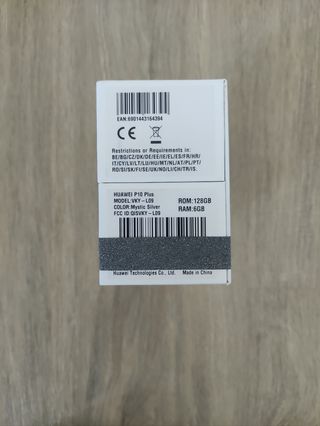 EAN:6901443164394
CE
Restrictions or Requirements in:
BE/BG/CZ/DK/DE/EE/IE/EL/ES/FR/HR/
IT/CY/LV/LT/LU/HU/MT/NL/AT/PL/PT/
RO/SI/SK/FI/SE/UK/NO/LI/CH/TR/IS:
HUAWEI P10 Plus
MODEL:VKY-L09
COLOR:Mystic Silver
FCC ID:QISVKY-L09
ROM:128GB
RAM:6GB
Huawei Technologies Co., Ltd. Made in China